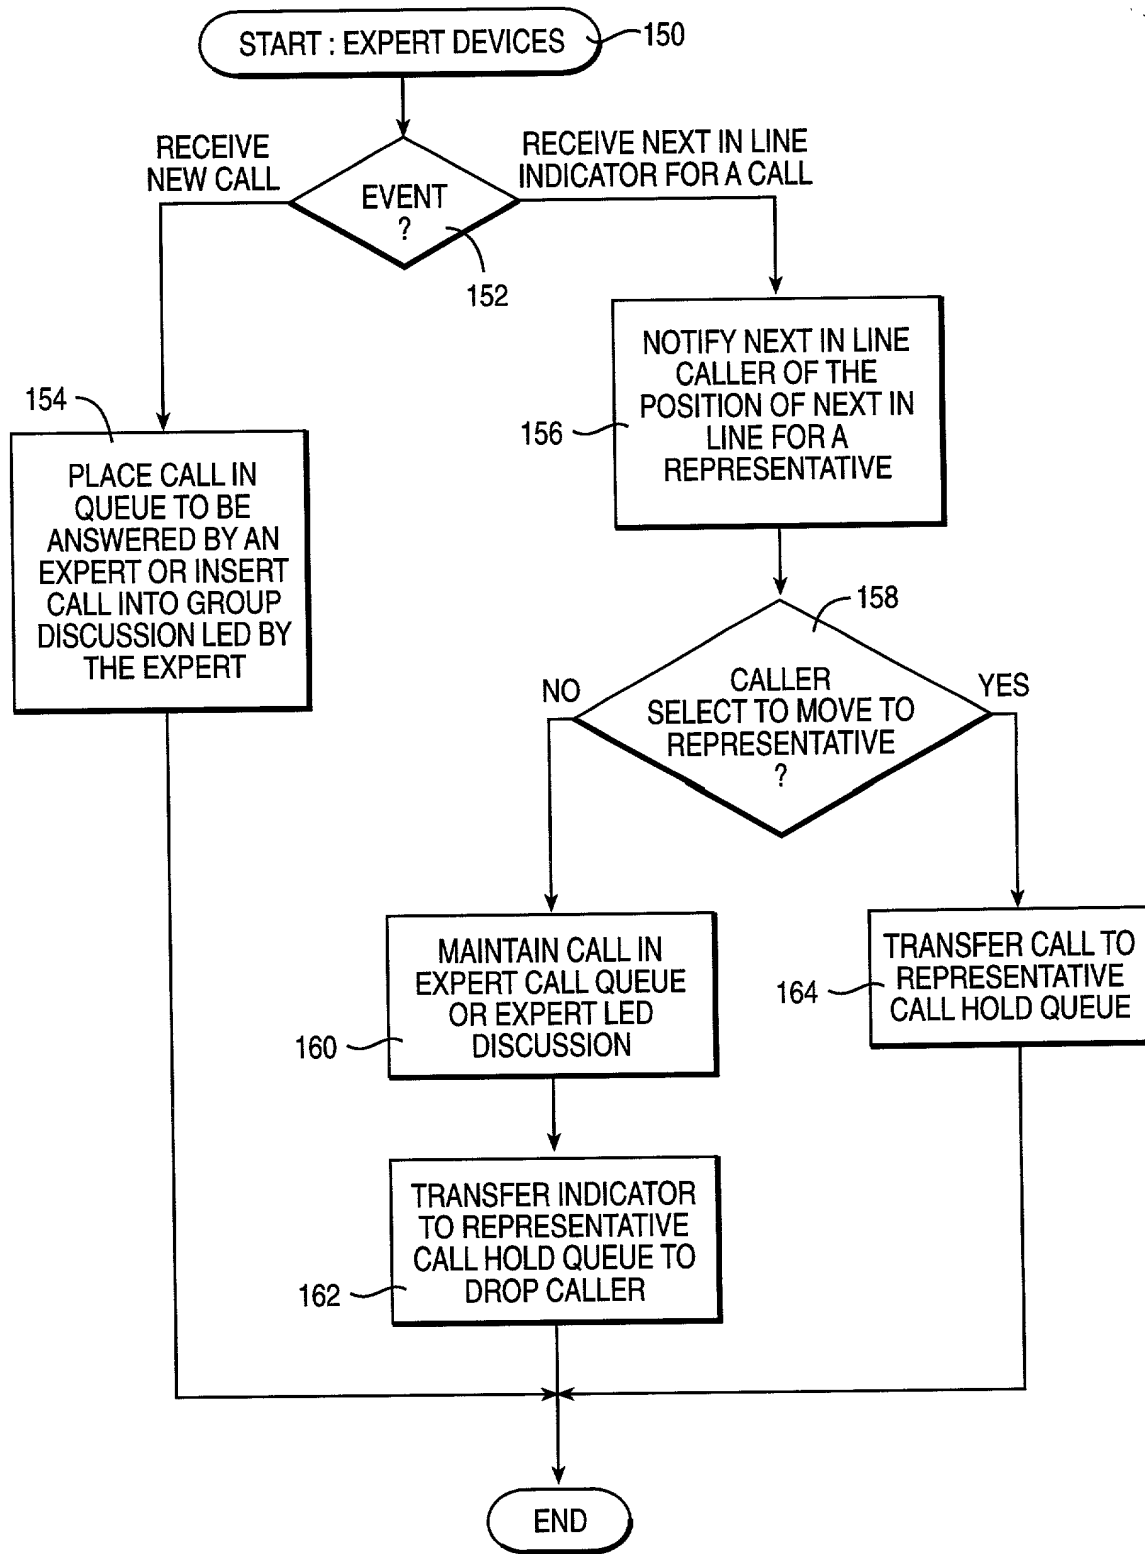 START : EXPERT DEVICES
150
RECEIVE
NEW CALL
RECEIVE NEXT IN LINE
INDICATOR FOR A CALL
EVENT
?
152
154
PLACE CALL IN
QUEUE TO BE
ANSWERED BY AN
EXPERT OR INSERT
CALL INTO GROUP
DISCUSSION LED BY
THE EXPERT
156
NOTIFY NEXT IN LINE
CALLER OF THE
POSITION OF NEXT IN
LINE FOR A
REPRESENTATIVE
158
CALLER
SELECT TO MOVE TO
REPRESENTATIVE
?
NO
YES
160
MAINTAIN CALL IN
EXPERT CALL QUEUE
OR EXPERT LED
DISCUSSION
164
TRANSFER CALL TO
REPRESENTATIVE
CALL HOLD QUEUE
162
TRANSFER INDICATOR
TO REPRESENTATIVE
CALL HOLD QUEUE TO
DROP CALLER
END